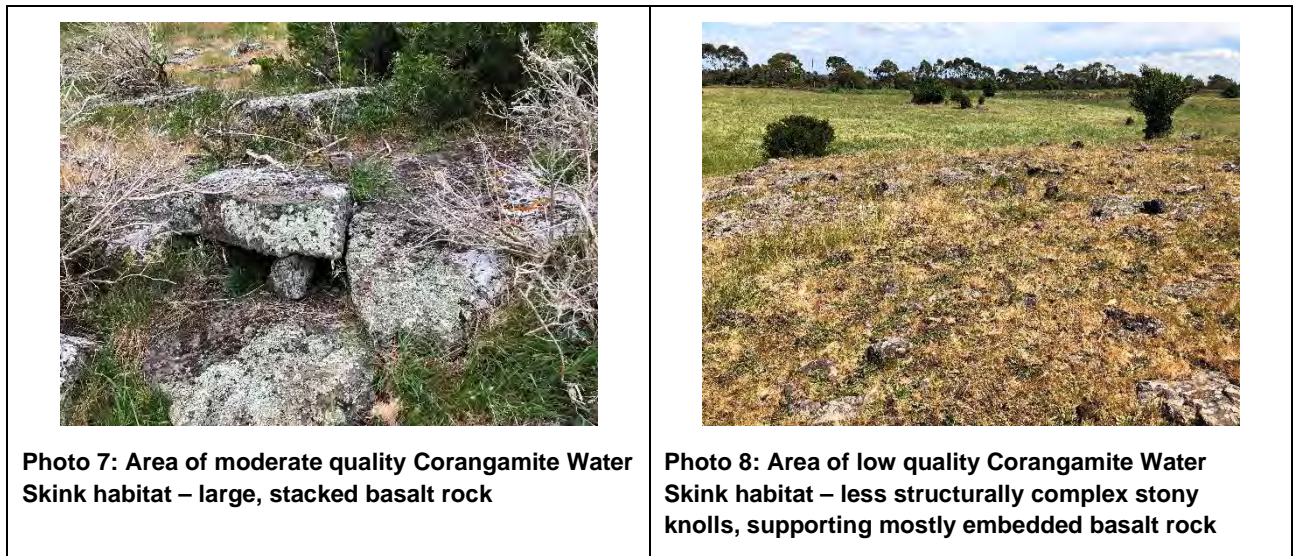 Photo 7: Area of moderate quality Corangamite Water
Skink habitat – large, stacked basalt rock
Photo 8: Area of low quality Corangamite Water
Skink habitat – less structurally complex stony
knolls, supporting mostly embedded basalt rock